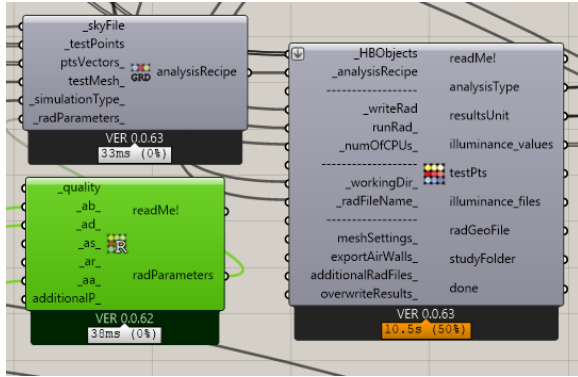 _skyFile
_testPoints
ptsVectors_
testMesh_
_simulationType_
_radParameters_
GRD
analysisRecipe
VER 0.0.63
33ms (0%)
_quality
_ab_
_ad_
_as_
_ar_
_aa_
additionalP_
R
readMe!
radParameters
VER 0.0.62
38ms (0%)
_HBObjects
_analysisRecipe
--------------------
_writeRad
runRad_
_numOfCPUs_
--------------------
_workingDir_
_radFileName_
--------------------
meshSettings_
exportAirWalls_
additionalRadFiles_
overwriteResults_
readMe!
analysisType
resultsUnit
illuminance_values
testPts
illuminance_files
radGeoFile
studyFolder
done
VER 0.0.63
10.5s (50%)